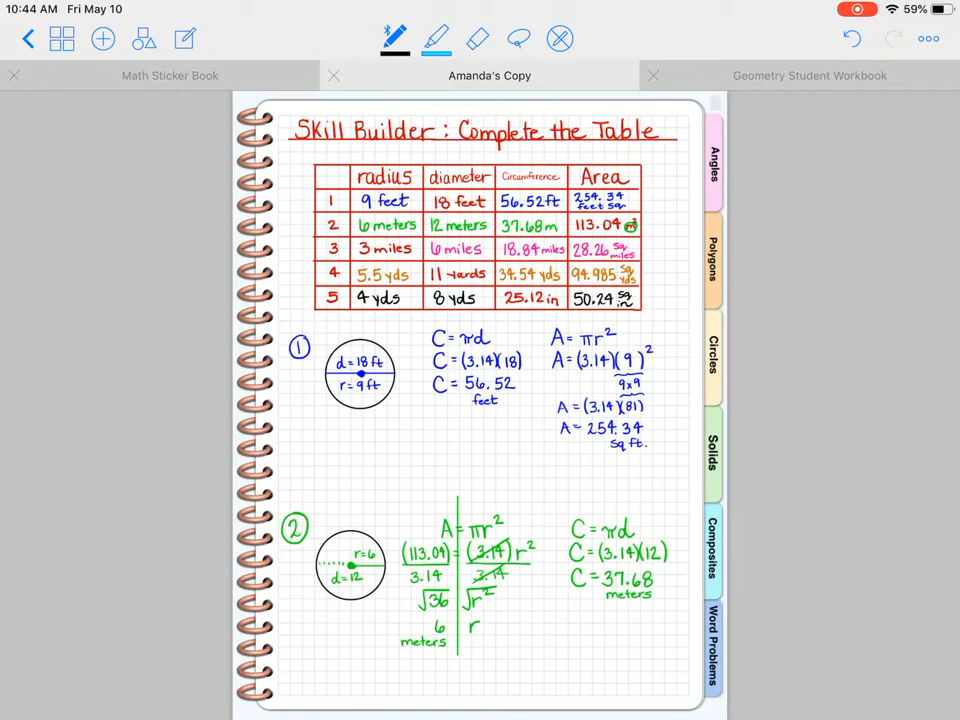 10:44 AM Fri May 10
59%
Math Sticker Book
Amanda's Copy
Geometry Student Workbook
Skill Builder : Complete the Table
radius diameter Circumference Area
1 9 feet 18 feet 56.52ft 254.34 feet sq
2 6 meters 12 meters 37.68m 113.04 m²
3 3 miles 6 miles 18.84 miles 28.26 sq miles
4 5.5 yds 11 yards 34.54 yds 94.985 sq yds
5 4 yds 8 yds 25.12 in 50.24 sq in
①
d = 18 ft
r = 9 ft
C = πd
C = (3.14)(18)
C = 56.52
feet
A = πr²
A = (3.14)(9)²
9x9
A = (3.14)(81)
A = 254.34
sq ft.
②
r=6
d=12
A = πr²
(113.04) = (3.14) r²
3.14 3.14
√36 √r²
6 r
meters
C = πd
C = (3.14)(12)
C = 37.68
meters
Angles
Polygons
Circles
Solids
Composites
Word Problems